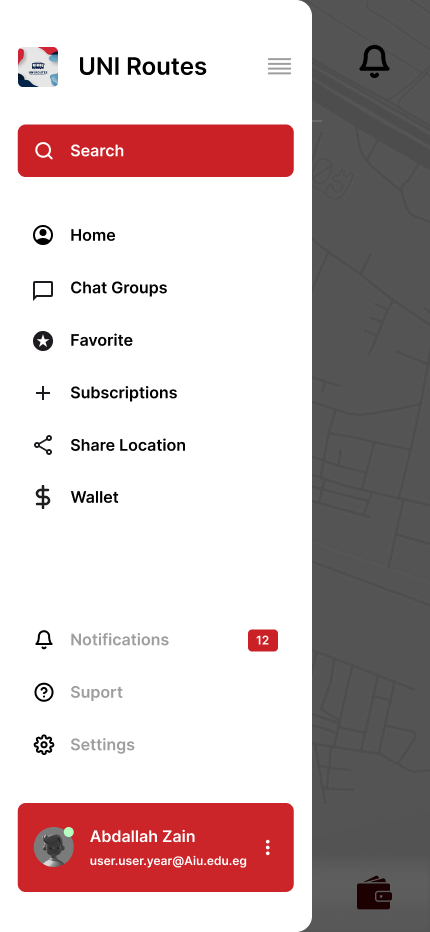 UNI Routes
Search
Home
Chat Groups
Favorite
Subscriptions
Share Location
Wallet
Notifications
12
Suport
Settings
Abdallah Zain
user.user.year@Aiu.edu.eg